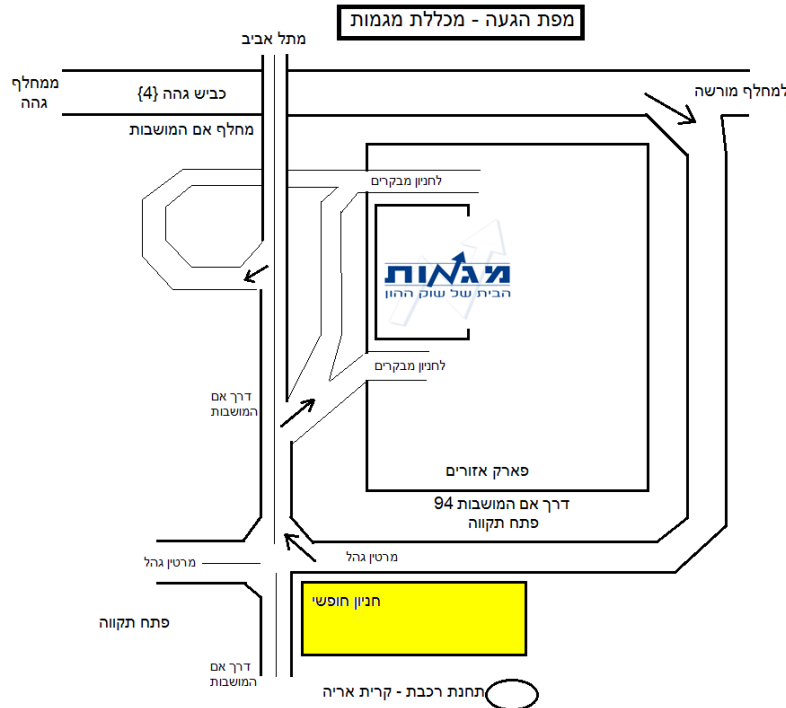 מפת הגעה - מכללת מגמות
מתל אביב
ממחלף
גהה
כביש גהה {4}
למחלף מורשה
מחלף אם המושבות
לחניון מבקרים
מגמות
הבית של שוק ההון
לחניון מבקרים
דרך אם
המושבות
פארק אזורים
דרך אם המושבות 94
פתח תקווה
מרטין גהל
מרטין גהל
חניון חופשי
פתח תקווה
דרך אם
המושבות
תחנת רכבת - קרית אריה